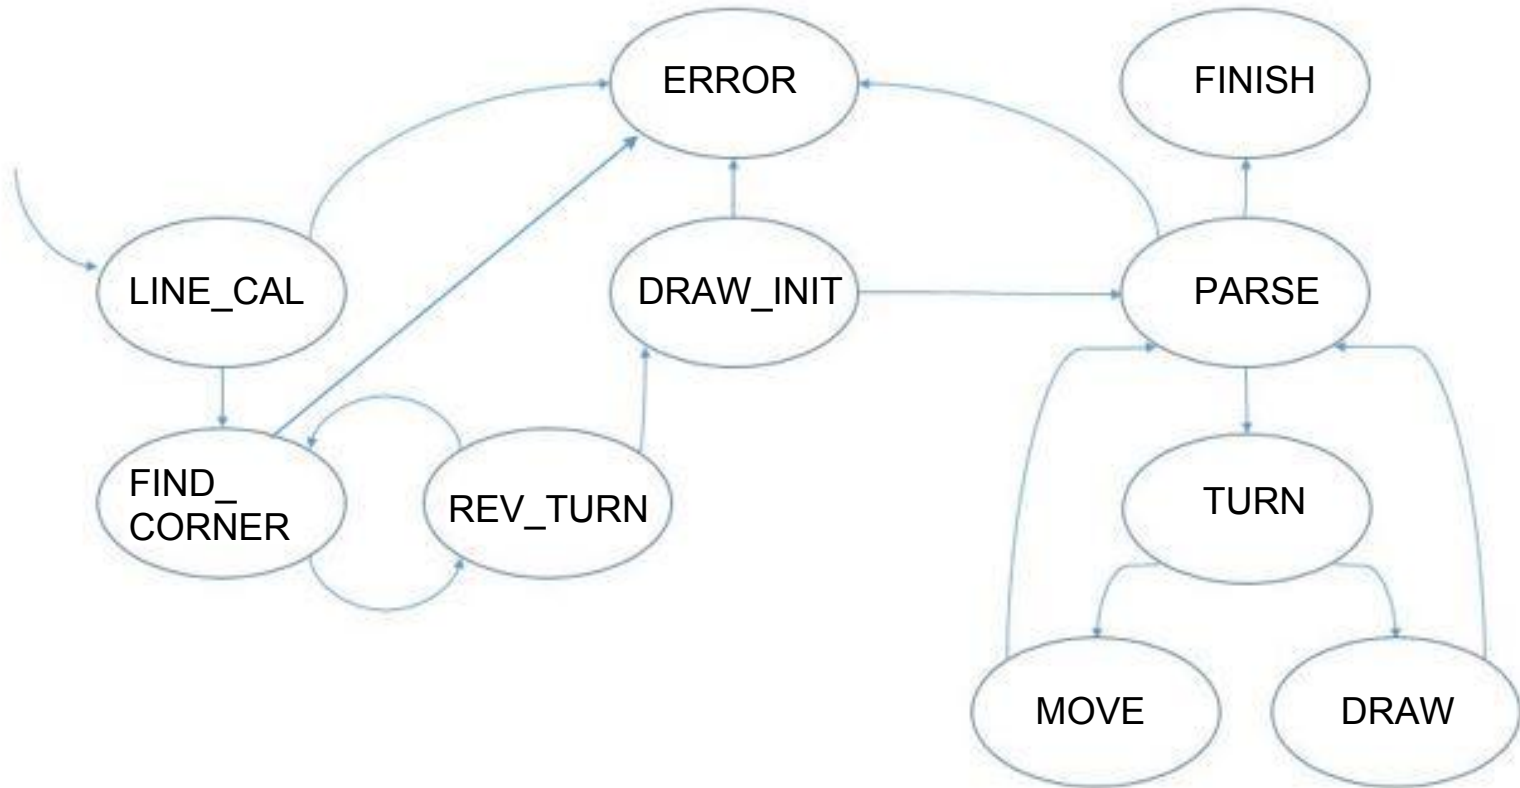 ERROR
FINISH
LINE_CAL
DRAW_INIT
PARSE
FIND_
CORNER
REV_TURN
TURN
MOVE
DRAW